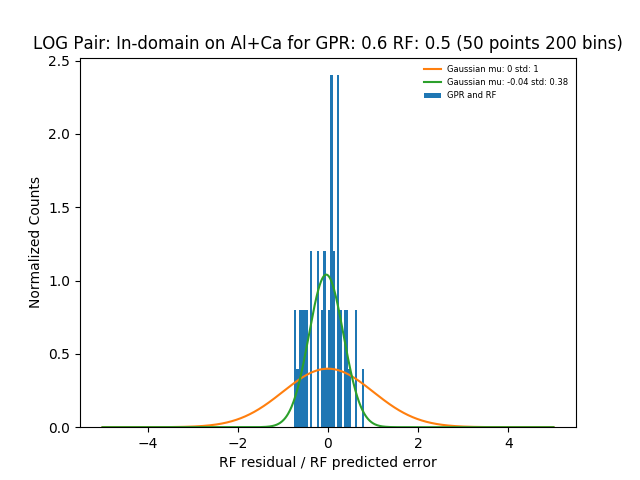 LOG Pair: In-domain on Al+Ca for GPR: 0.6 RF: 0.5 (50 points 200 bins)
Gaussian mu: 0 std: 1
Gaussian mu: -0.04 std: 0.38
GPR and RF
Normalized Counts
2.5
2.0
1.5
1.0
0.5
0.0
−4
−2
0
2
4
RF residual / RF predicted error